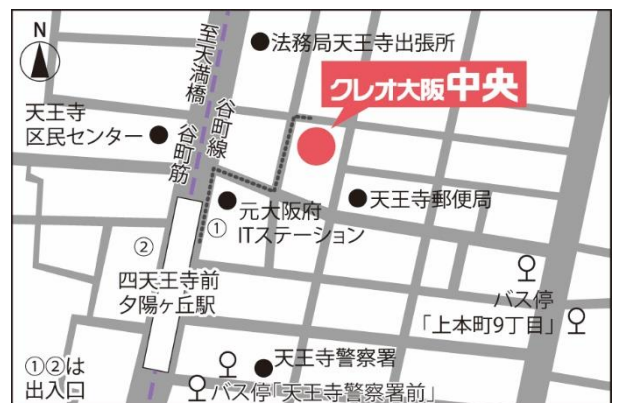 N
法務局天王寺出張所
至天満橋
谷町線
谷町筋
クレオ大阪中央
天王寺
区民センター
天王寺郵便局
元大阪府
ITステーション
①
②
四天王寺前
夕陽ヶ丘駅
バス停
「上本町9丁目」
天王寺警察署
バス停「天王寺警察署前」
①②は
出入口